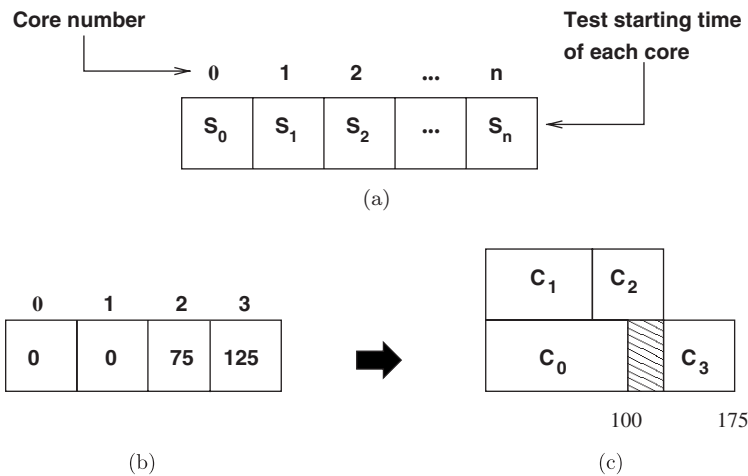 Core number
Test starting time
of each core
0 1 2 ... n
S0 S1 S2 ... Sn
(a)
0 1 2 3
0 0 75 125
C1 C2
C0 C3
100 175
(b) (c)